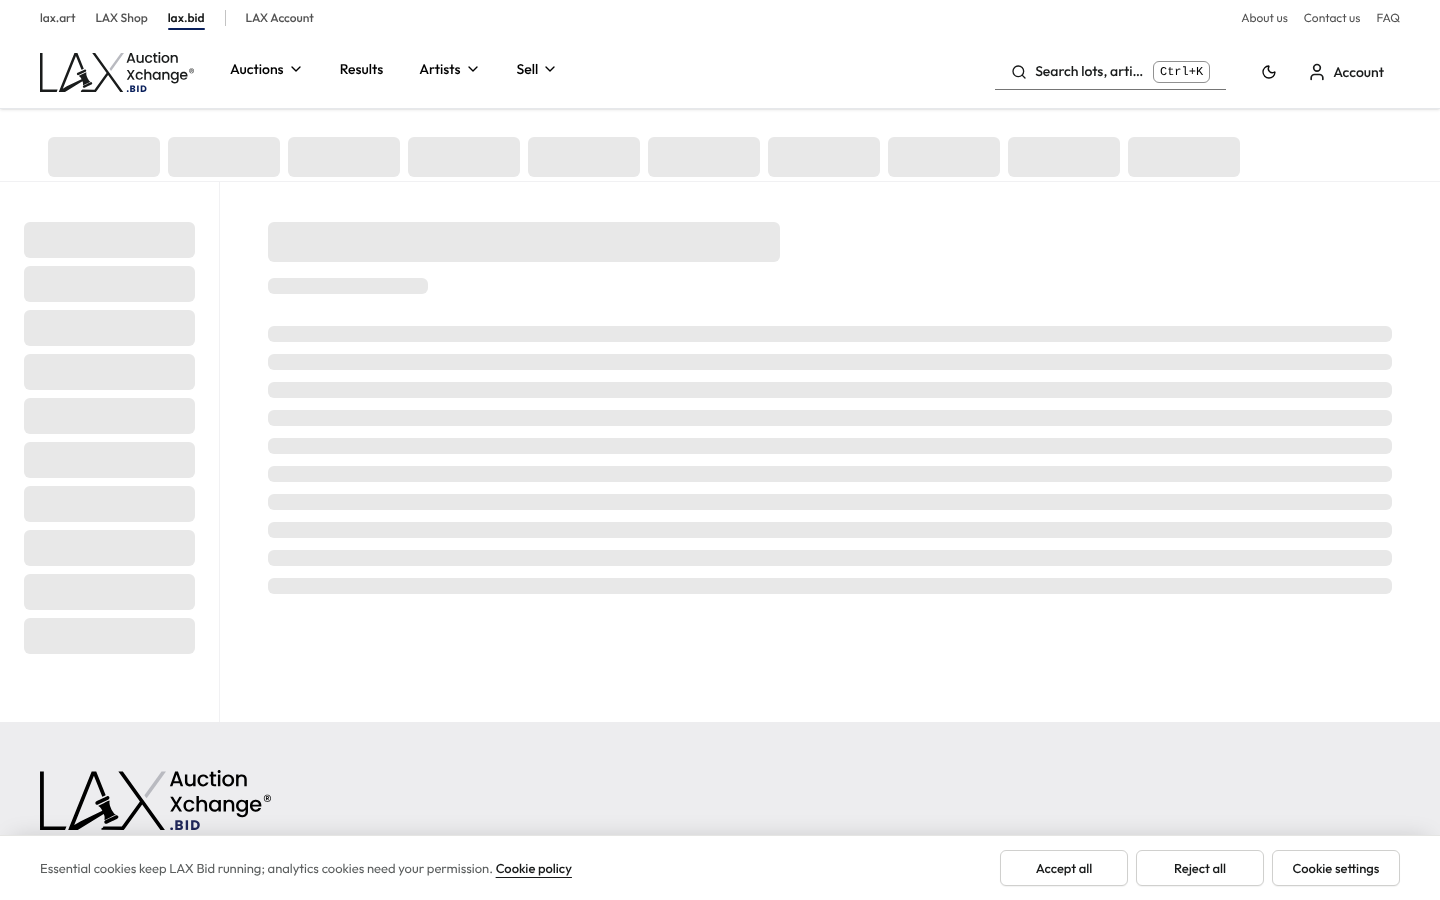 lax.art LAX Shop lax.bid LAX Account About us Contact us FAQ
LAX Auction Xchange® .BID
Auctions Results Artists Sell Search lots, arti... Ctrl+K Account
LAX Auction Xchange® .BID
Essential cookies keep LAX Bid running; analytics cookies need your permission. Cookie policy Accept all Reject all Cookie settings